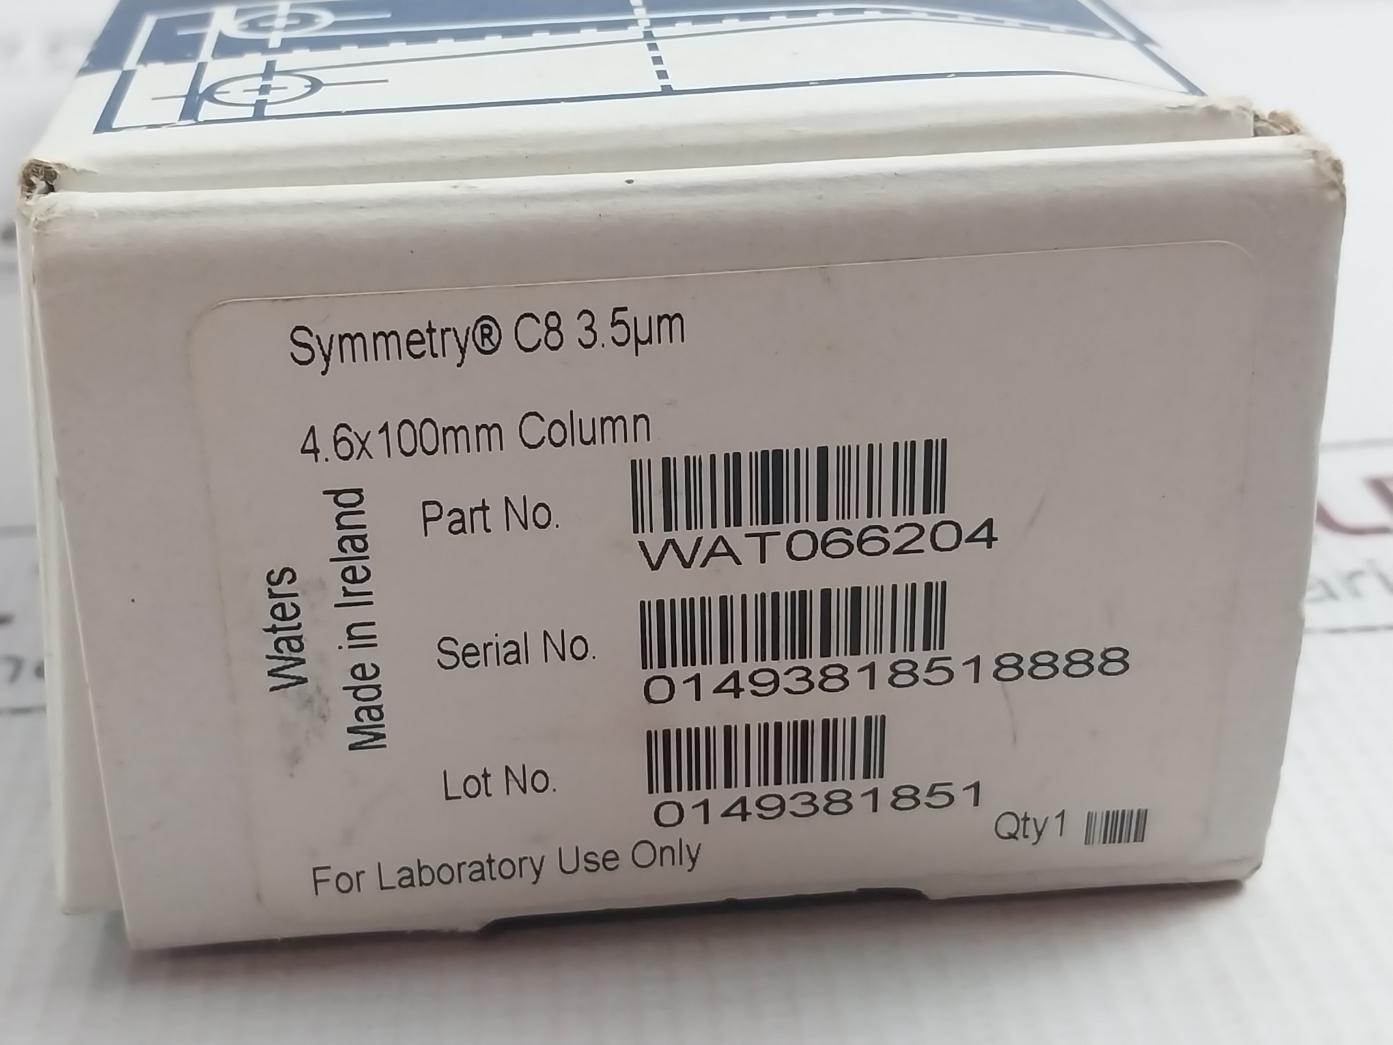 Symmetry® C8 3.5µm
4.6x100mm Column
Waters
Made in Ireland
Part No.
WAT066204
Serial No.
01493818518888
Lot No.
0149381851
Qty1
For Laboratory Use Only